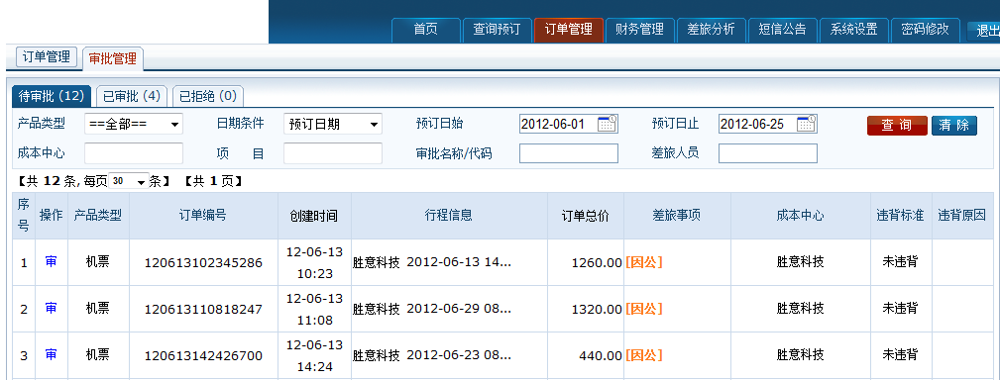 首页 查询预订 订单管理 财务管理 差旅分析 短信公告 系统设置 密码修改 退出
订单管理 审批管理
待审批 (12) 已审批 (4) 已拒绝 (0)
产品类型 ==全部== 日期条件 预订日期 预订日始 2012-06-01 预订日止 2012-06-25 查 询 清 除
成本中心 项 目 审批名称/代码 差旅人员
【共 12 条, 每页 30 条】 【共 1 页】
序号 操作 产品类型 订单编号 创建时间 行程信息 订单总价 差旅事项 成本中心 违背标准 违背原因
1 审 机票 120613102345286 12-06-13 10:23 胜意科技 2012-06-13 14... 1260.00 [因公] 胜意科技 未违背
2 审 机票 120613110818247 12-06-13 11:08 胜意科技 2012-06-29 08... 1320.00 [因公] 胜意科技 未违背
3 审 机票 120613142426700 12-06-13 14:24 胜意科技 2012-06-23 08... 440.00 [因公] 胜意科技 未违背